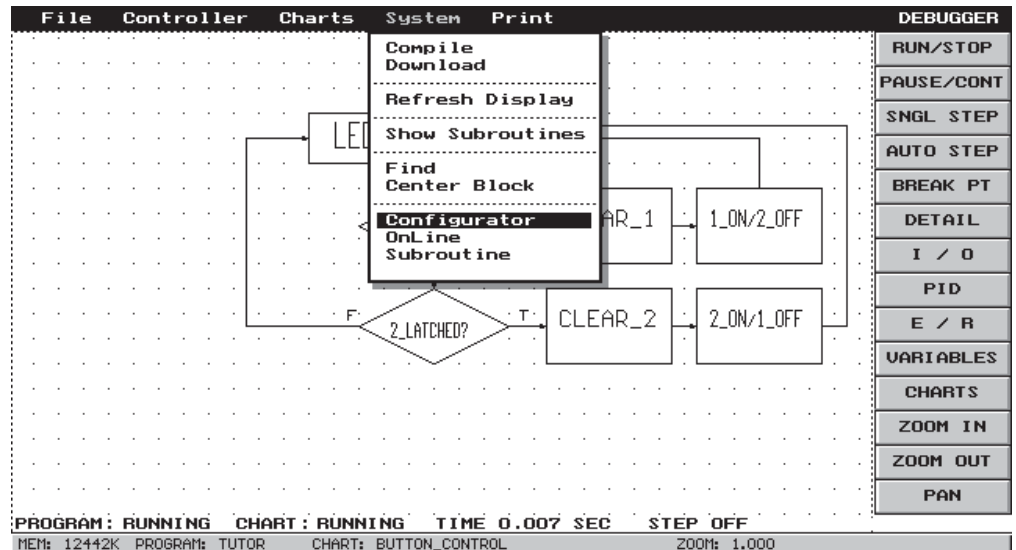 File Controller Charts System Print DEBUGGER
Compile
Download
Refresh Display
Show Subroutines
Find
Center Block
Configurator
OnLine
Subroutine
RUN/STOP
PAUSE/CONT
SNGL STEP
AUTO STEP
BREAK PT
DETAIL
I / O
PID
E / R
VARIABLES
CHARTS
ZOOM IN
ZOOM OUT
PAN
1_ON/2_OFF
F
2_LATCHED?
T
CLEAR_2
2_ON/1_OFF
PROGRAM: RUNNING CHART: RUNNING TIME 0.007 SEC STEP OFF
MEM: 12442K PROGRAM: TUTOR CHART: BUTTON_CONTROL ZOOM: 1.000